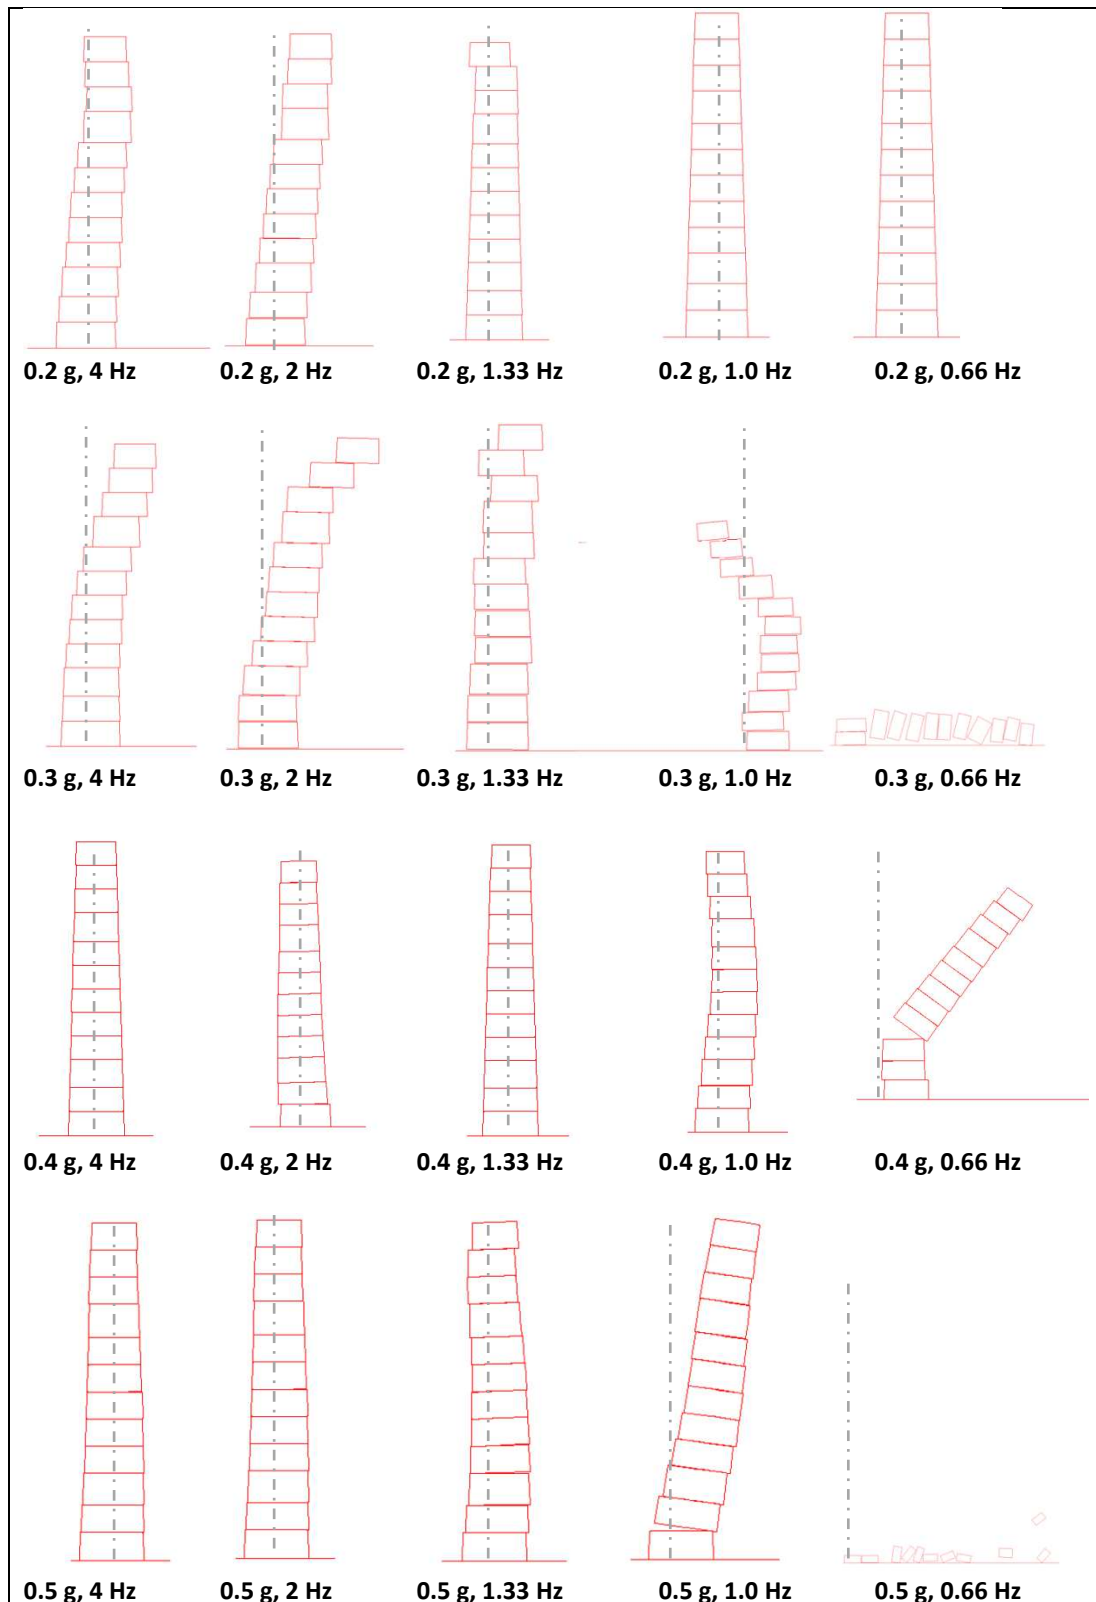 0.2 g, 4 Hz
0.2 g, 2 Hz
0.2 g, 1.33 Hz
0.2 g, 1.0 Hz
0.2 g, 0.66 Hz
0.3 g, 4 Hz
0.3 g, 2 Hz
0.3 g, 1.33 Hz
0.3 g, 1.0 Hz
0.3 g, 0.66 Hz
0.4 g, 4 Hz
0.4 g, 2 Hz
0.4 g, 1.33 Hz
0.4 g, 1.0 Hz
0.4 g, 0.66 Hz
0.5 g, 4 Hz
0.5 g, 2 Hz
0.5 g, 1.33 Hz
0.5 g, 1.0 Hz
0.5 g, 0.66 Hz